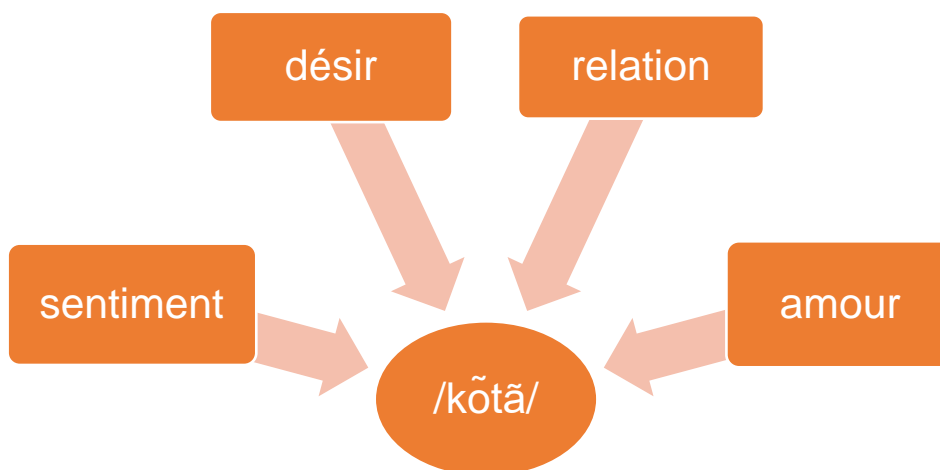 désir
relation
sentiment
amour
/kõtã/